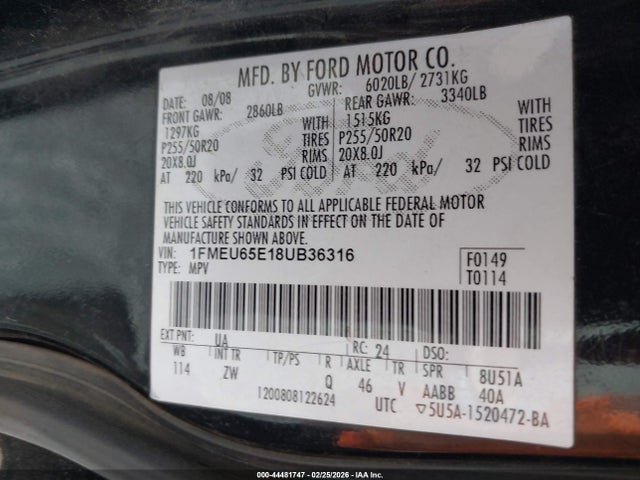 MFD. BY FORD MOTOR CO.
DATE: 08/08 GVWR: 6020LB/ 2731KG
FRONT GAWR: 2860LB REAR GAWR: 3340LB
1297KG WITH 1515KG WITH
P255/50R20 TIRES P255/50R20 TIRES
20X8.0J RIMS 20X8.0J RIMS
AT 220 kPa/ 32 PSI COLD AT 220 kPa/ 32 PSI COLD
THIS VEHICLE CONFORMS TO ALL APPLICABLE FEDERAL MOTOR
VEHICLE SAFETY STANDARDS IN EFFECT ON THE DATE OF
MANUFACTURE SHOWN ABOVE.
VIN: 1FMEU65E18UB36316 F0149
TYPE: MPV T0114
EXT PNT: UA RC: 24 DSO:
WB INT TR TP/PS R AXLE TR SPR 8U51A
114 ZW Q 46 V AABB 40A
1200808122624 UTC ▽5U5A-1520472-BA
Ford
© 44481747 - 02/25/2026 - IAA Inc.